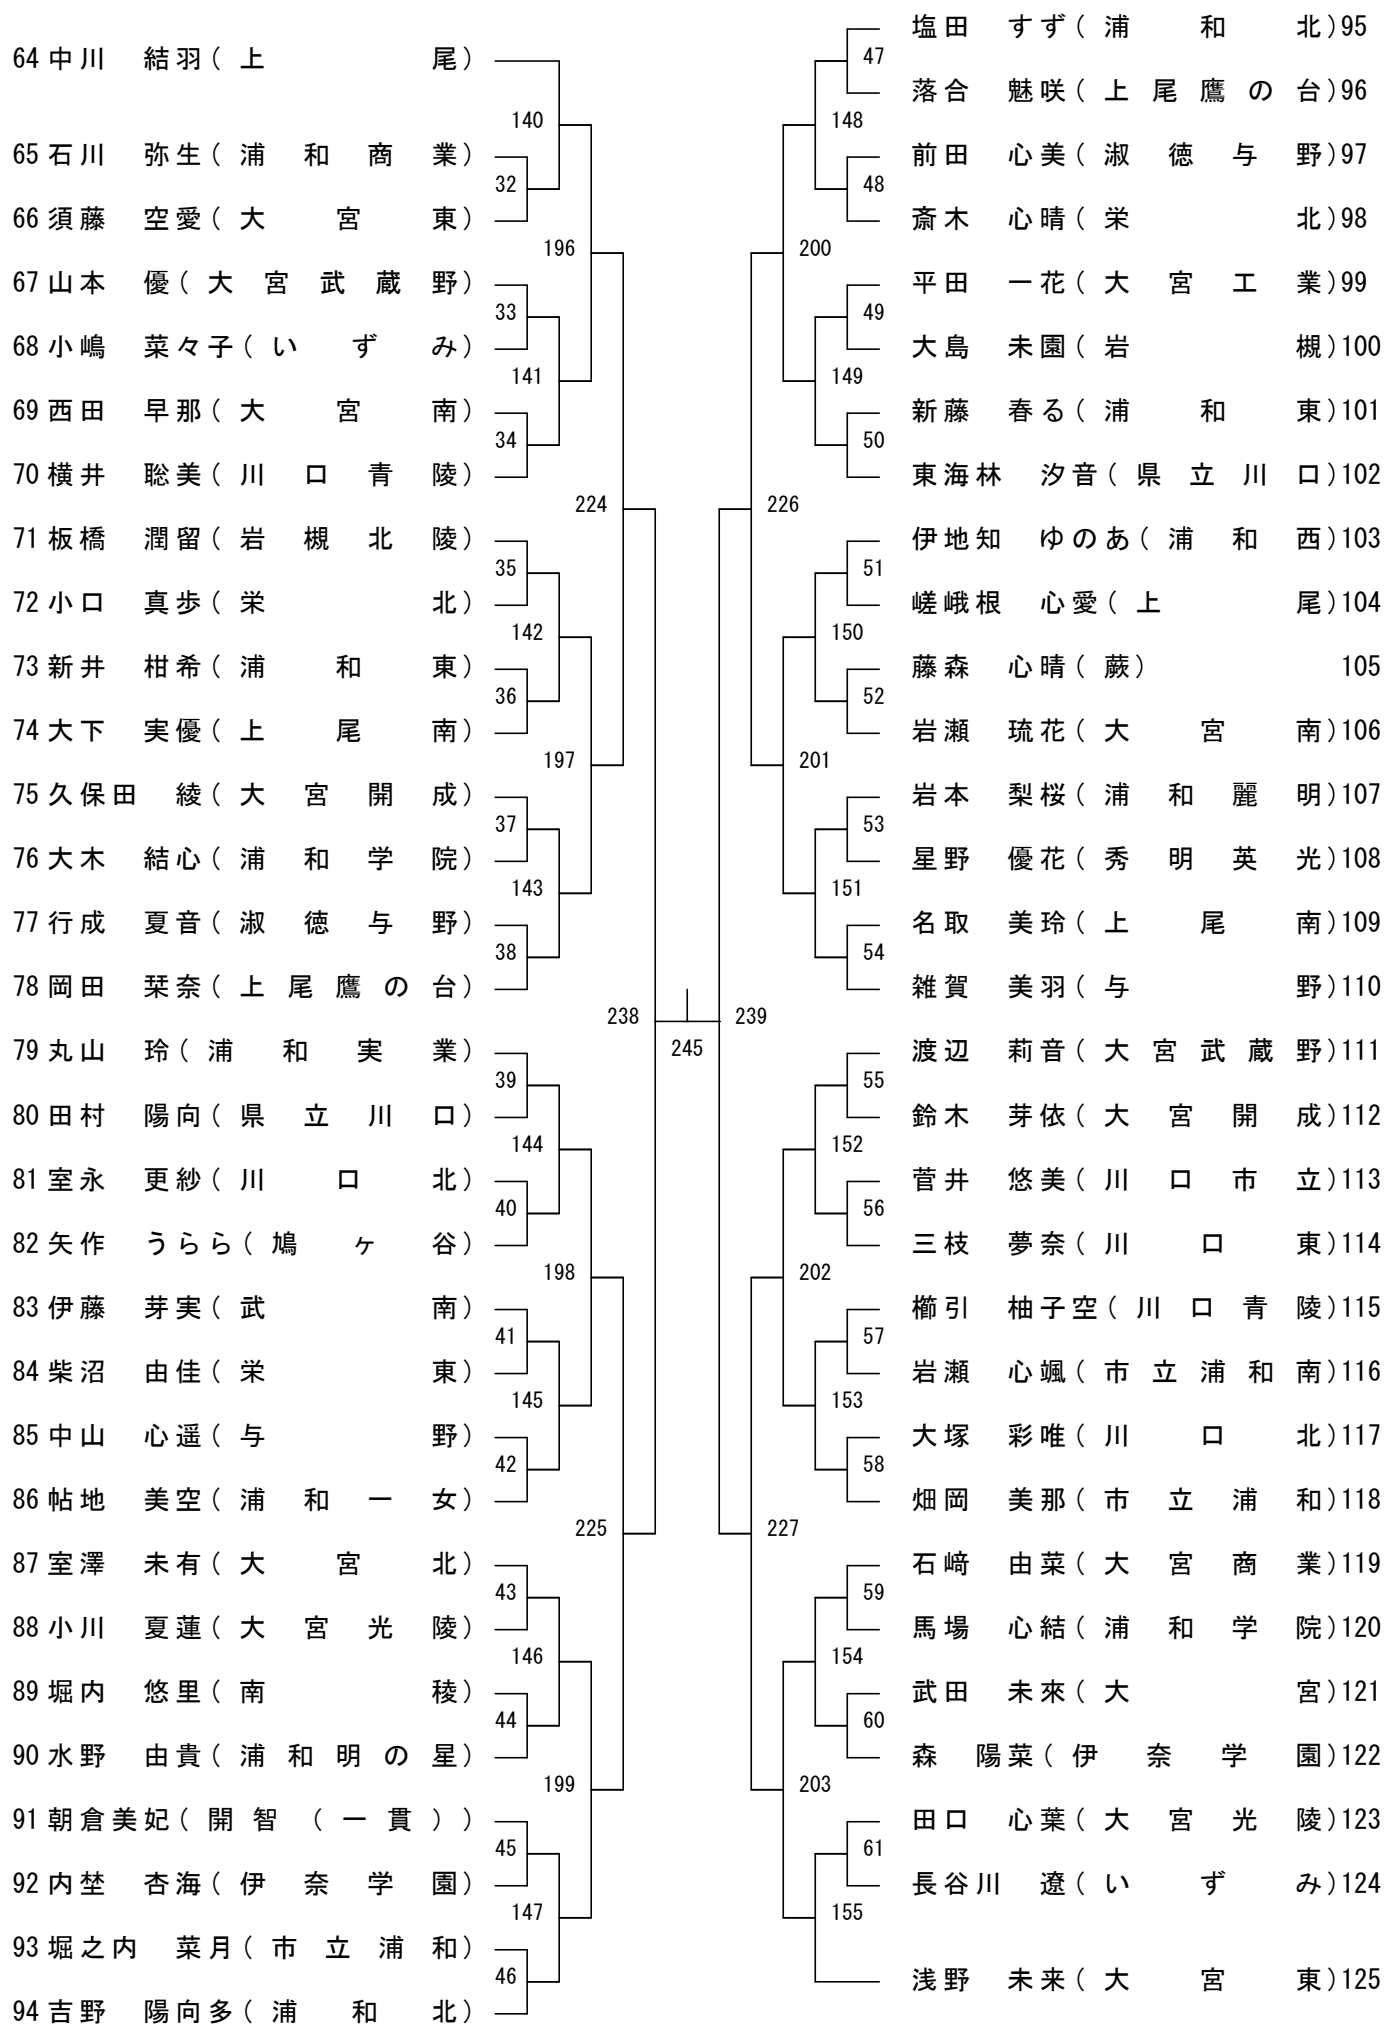 64 中川 結羽(上尾)
65 石川 弥生(浦和商業)
66 須藤 空愛(大宮東)
67 山本 優(大宮武蔵野)
68 小嶋 菜々子(いずみ)
69 西田 早那(大宮南)
70 横井 聡美(川口青陵)
71 板橋 潤留(岩槻北陵)
72 小口 真歩(栄北)
73 新井 柑希(浦和東)
74 大下 実優(上尾南)
75 久保田 綾(大宮開成)
76 大木 結心(浦和学院)
77 行成 夏音(淑徳与野)
78 岡田 栞奈(上尾鷹の台)
79 丸山 玲(浦和実業)
80 田村 陽向(県立川口)
81 室永 更紗(川口北)
82 矢作 うらら(鳩ヶ谷)
83 伊藤 芽実(武南)
84 柴沼 由佳(栄東)
85 中山 心遥(与野)
86 帖地 美空(浦和一女)
87 室澤 未有(大宮北)
88 小川 夏蓮(大宮光陵)
89 堀内 悠里(南稜)
90 水野 由貴(浦和明の星)
91 朝倉美妃(開智(一貫))
92 内埜 杏海(伊奈学園)
93 堀之内 菜月(市立浦和)
94 吉野 陽向多(浦和北)
32
33
34
35
36
37
38
39
40
41
42
43
44
45
46
140
141
142
143
144
145
146
147
196
197
198
199
224
225
238
245
239
226
227
200
201
202
203
148
149
150
151
152
153
154
155
47
48
49
50
51
52
53
54
55
56
57
58
59
60
61
塩田 すず(浦和北)95
落合 魅咲(上尾鷹の台)96
前田 心美(淑徳与野)97
斎木 心晴(栄北)98
平田 一花(大宮工業)99
大島 未園(岩槻)100
新藤 春る(浦和東)101
東海林 汐音(県立川口)102
伊地知 ゆのあ(浦和西)103
嵯峨根 心愛(上尾)104
藤森 心晴(蕨) 105
岩瀬 琉花(大宮南)106
岩本 梨桜(浦和麗明)107
星野 優花(秀明英光)108
名取 美玲(上尾南)109
雑賀 美羽(与野)110
渡辺 莉音(大宮武蔵野)111
鈴木 芽依(大宮開成)112
菅井 悠美(川口市立)113
三枝 夢奈(川口東)114
櫛引 柚子空(川口青陵)115
岩瀬 心颯(市立浦和南)116
大塚 彩唯(川口北)117
畑岡 美那(市立浦和)118
石﨑 由菜(大宮商業)119
馬場 心結(浦和学院)120
武田 未來(大宮)121
森 陽菜(伊奈学園)122
田口 心葉(大宮光陵)123
長谷川 遼(いずみ)124
浅野 未来(大宮東)125